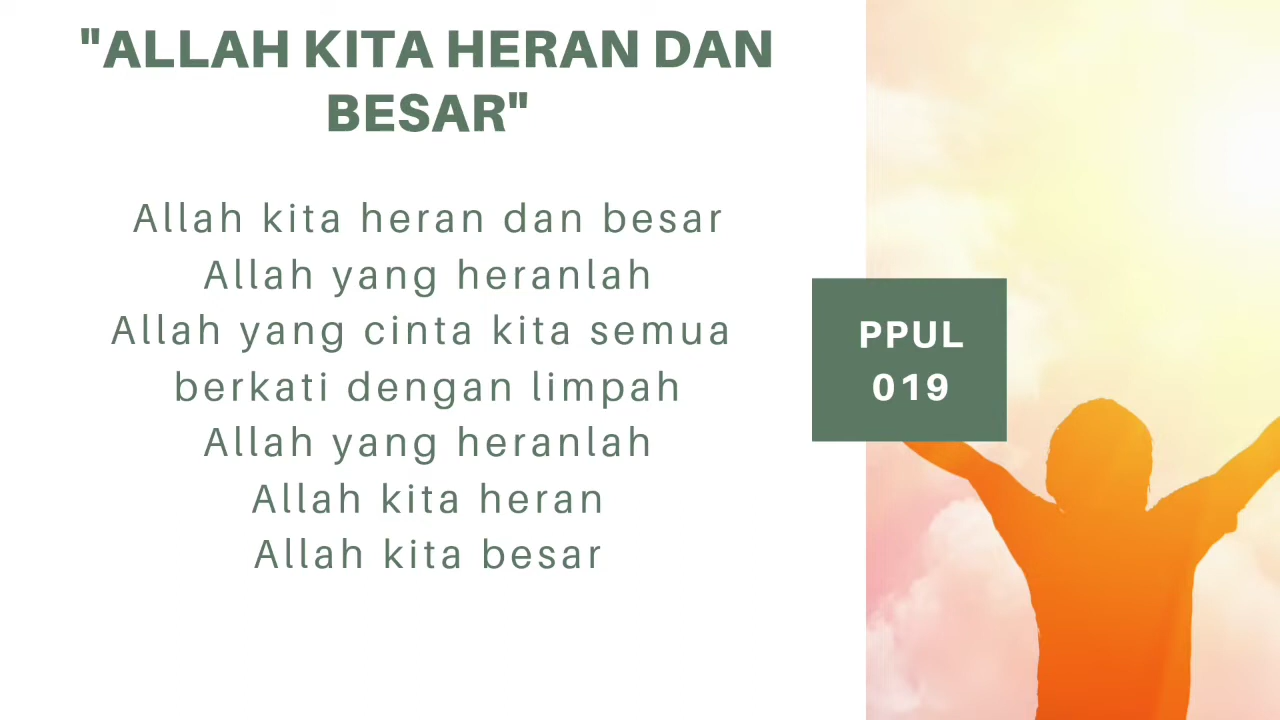 "ALLAH KITA HERAN DAN
BESAR"
Allah kita heran dan besar
Allah yang heranlah
Allah yang cinta kita semua
berkati dengan limpah
Allah yang heranlah
Allah kita heran
Allah kita besar
PPUL
019